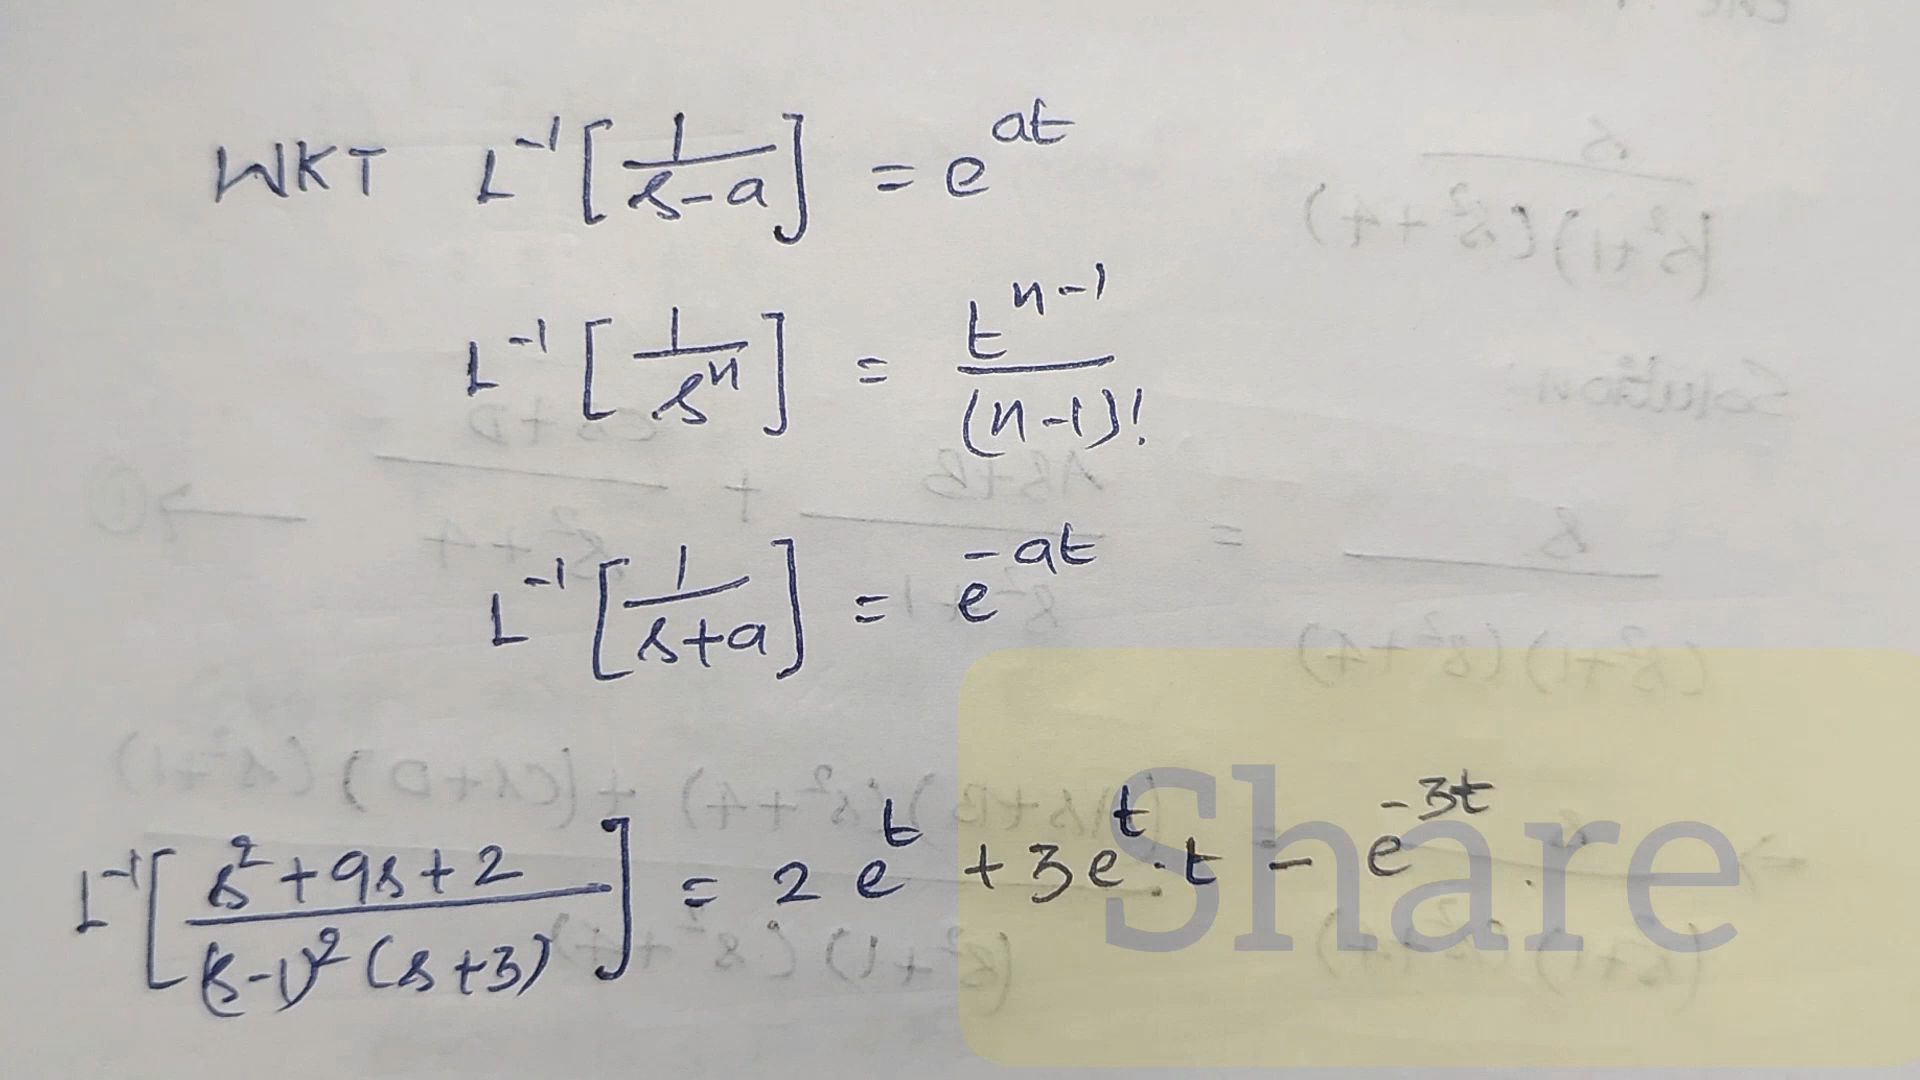 WKT L⁻¹[1/(s-a)] = e^(at)
L⁻¹[1/sⁿ] = t^(n-1)/(n-1)!
L⁻¹[1/(s+a)] = e^(-at)
L⁻¹[(s²+9s+2)/((s-1)²(s+3))] = 2e^t + 3e^t·t - e^(-3t).
Share